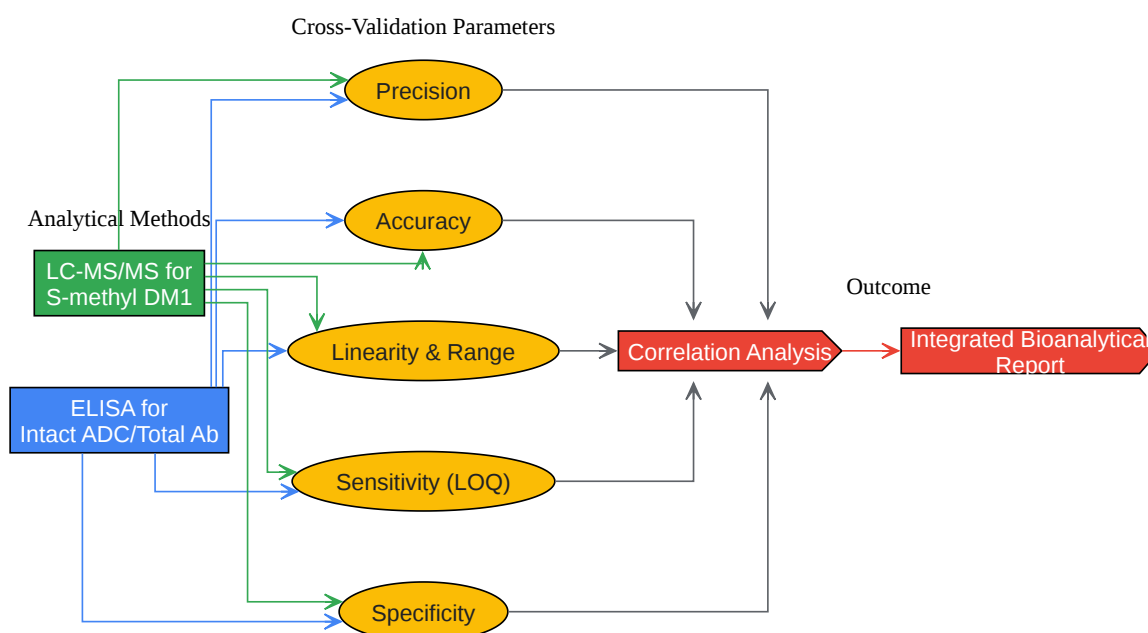 Cross-Validation Parameters
Precision
Analytical Methods
Accuracy
LC-MS/MS for
S-methyl DM1
Outcome
Linearity & Range
Correlation Analysis
Integrated Bioanalytical
Report
ELISA for
Intact ADC/Total Ab
Sensitivity (LOQ)
Specificity